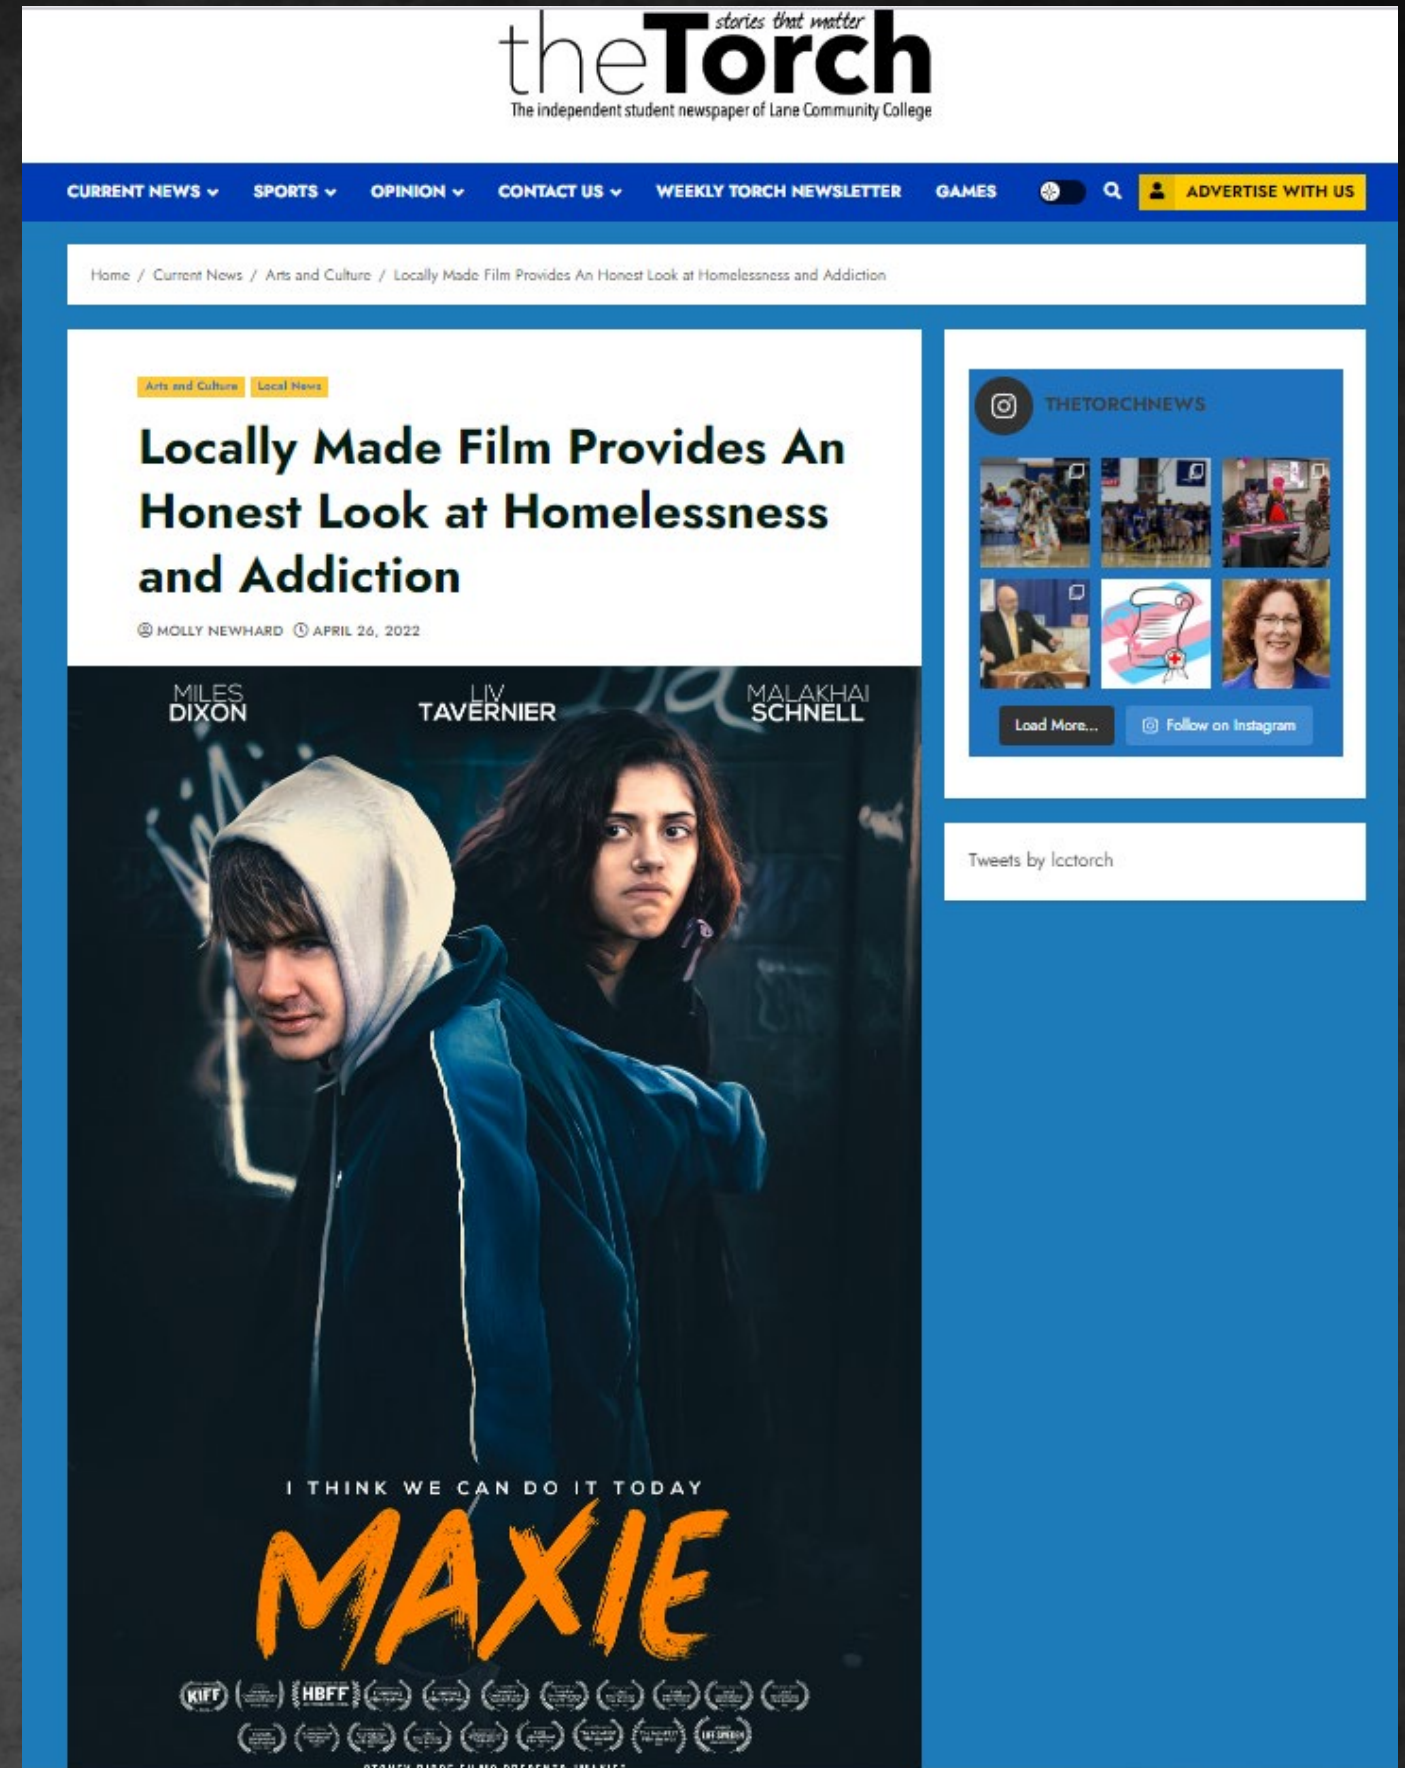 stories that matter
theTorch
The independent student newspaper of Lane Community College
CURRENT NEWS SPORTS OPINION CONTACT US WEEKLY TORCH NEWSLETTER GAMES ADVERTISE WITH US
Home / Current News / Arts and Culture / Locally Made Film Provides An Honest Look at Homelessness and Addiction
Arts and Culture Local News
Locally Made Film Provides An
Honest Look at Homelessness
and Addiction
MOLLY NEWHARD APRIL 26, 2022
MILES
DIXON
LIV
TAVERNIER
MALAKHAI
SCHNELL
I THINK WE CAN DO IT TODAY
MAXIE
KIFF HBFF
THETORCHNEWS
Load More... Follow on Instagram
Tweets by lcctorch